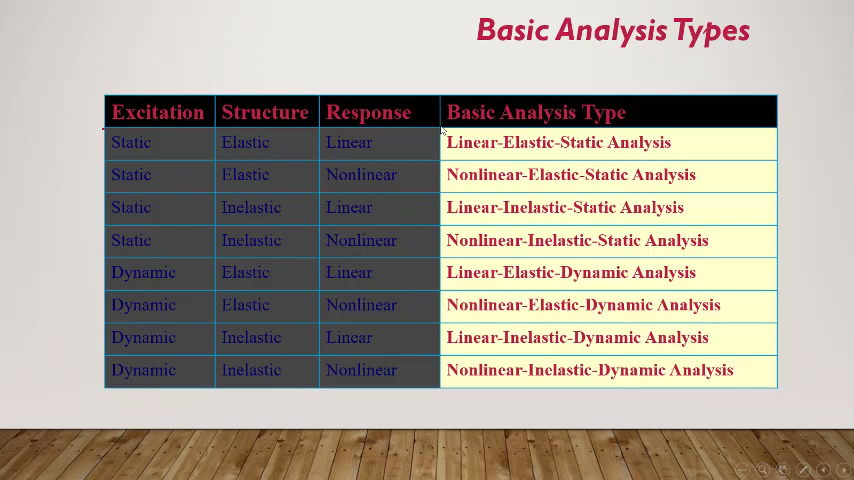 Basic Analysis Types
Excitation Structure Response Basic Analysis Type
Static Elastic Linear Linear-Elastic-Static Analysis
Static Elastic Nonlinear Nonlinear-Elastic-Static Analysis
Static Inelastic Linear Linear-Inelastic-Static Analysis
Static Inelastic Nonlinear Nonlinear-Inelastic-Static Analysis
Dynamic Elastic Linear Linear-Elastic-Dynamic Analysis
Dynamic Elastic Nonlinear Nonlinear-Elastic-Dynamic Analysis
Dynamic Inelastic Linear Linear-Inelastic-Dynamic Analysis
Dynamic Inelastic Nonlinear Nonlinear-Inelastic-Dynamic Analysis